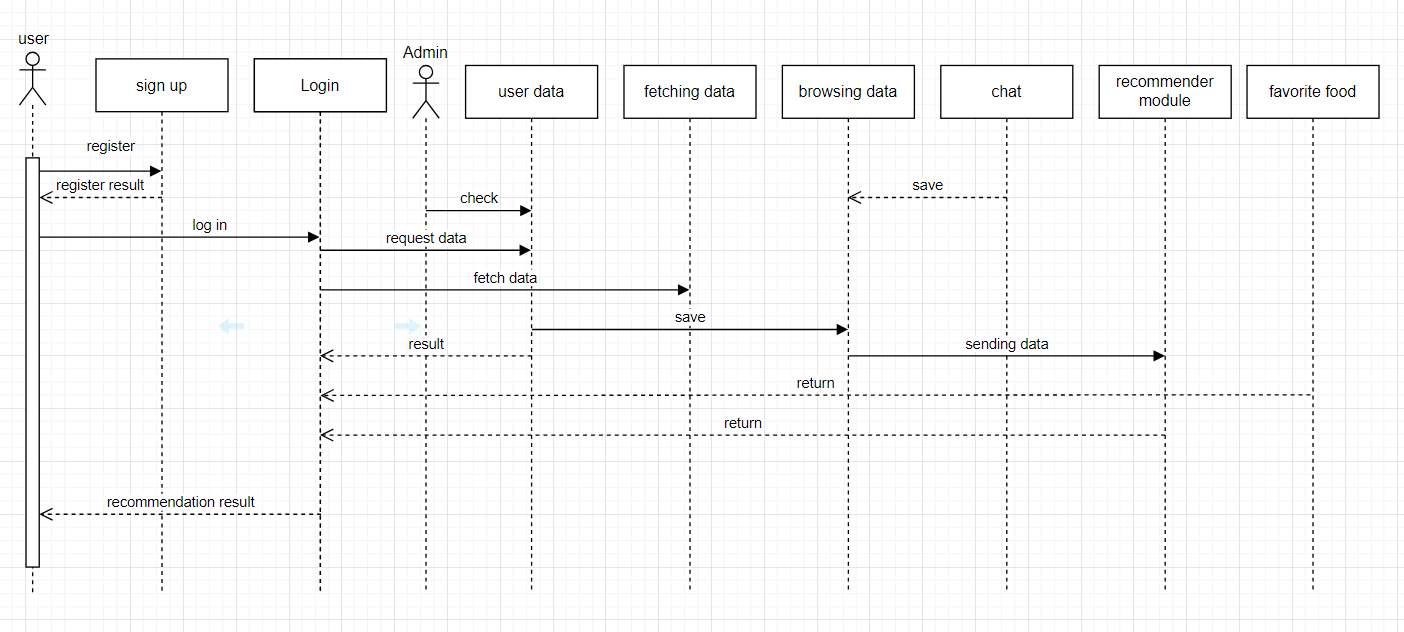 user
Admin
sign up
Login
user data
fetching data
browsing data
chat
recommender
module
favorite food
register
register result
save
check
log in
request data
fetch data
save
result
sending data
return
return
recommendation result